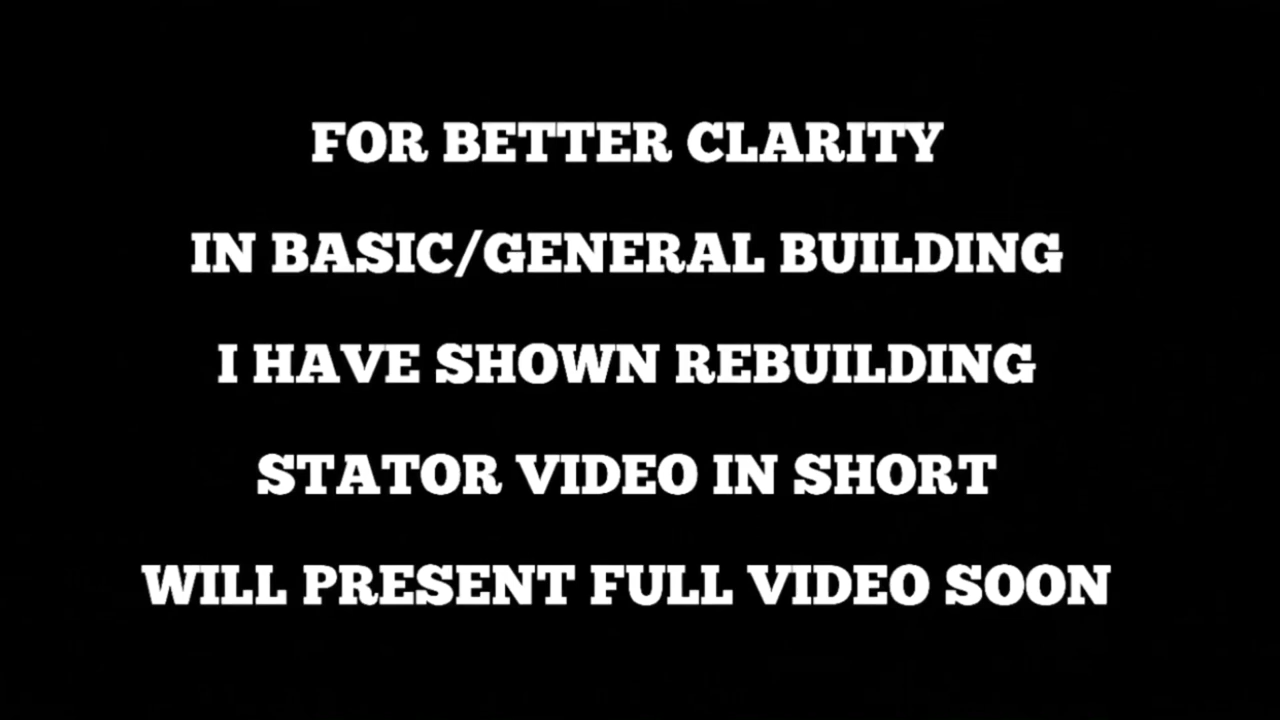 FOR BETTER CLARITY
IN BASIC/GENERAL BUILDING
I HAVE SHOWN REBUILDING
STATOR VIDEO IN SHORT
WILL PRESENT FULL VIDEO SOON